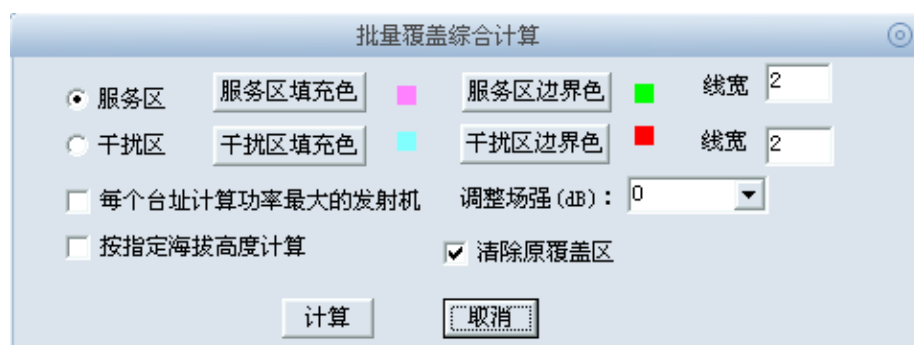 批量覆盖综合计算
服务区 服务区填充色 服务区边界色 线宽 2
干扰区 干扰区填充色 干扰区边界色 线宽 2
每个台址计算功率最大的发射机 调整场强(dB): 0
按指定海拔高度计算 清除原覆盖区
计算 取消